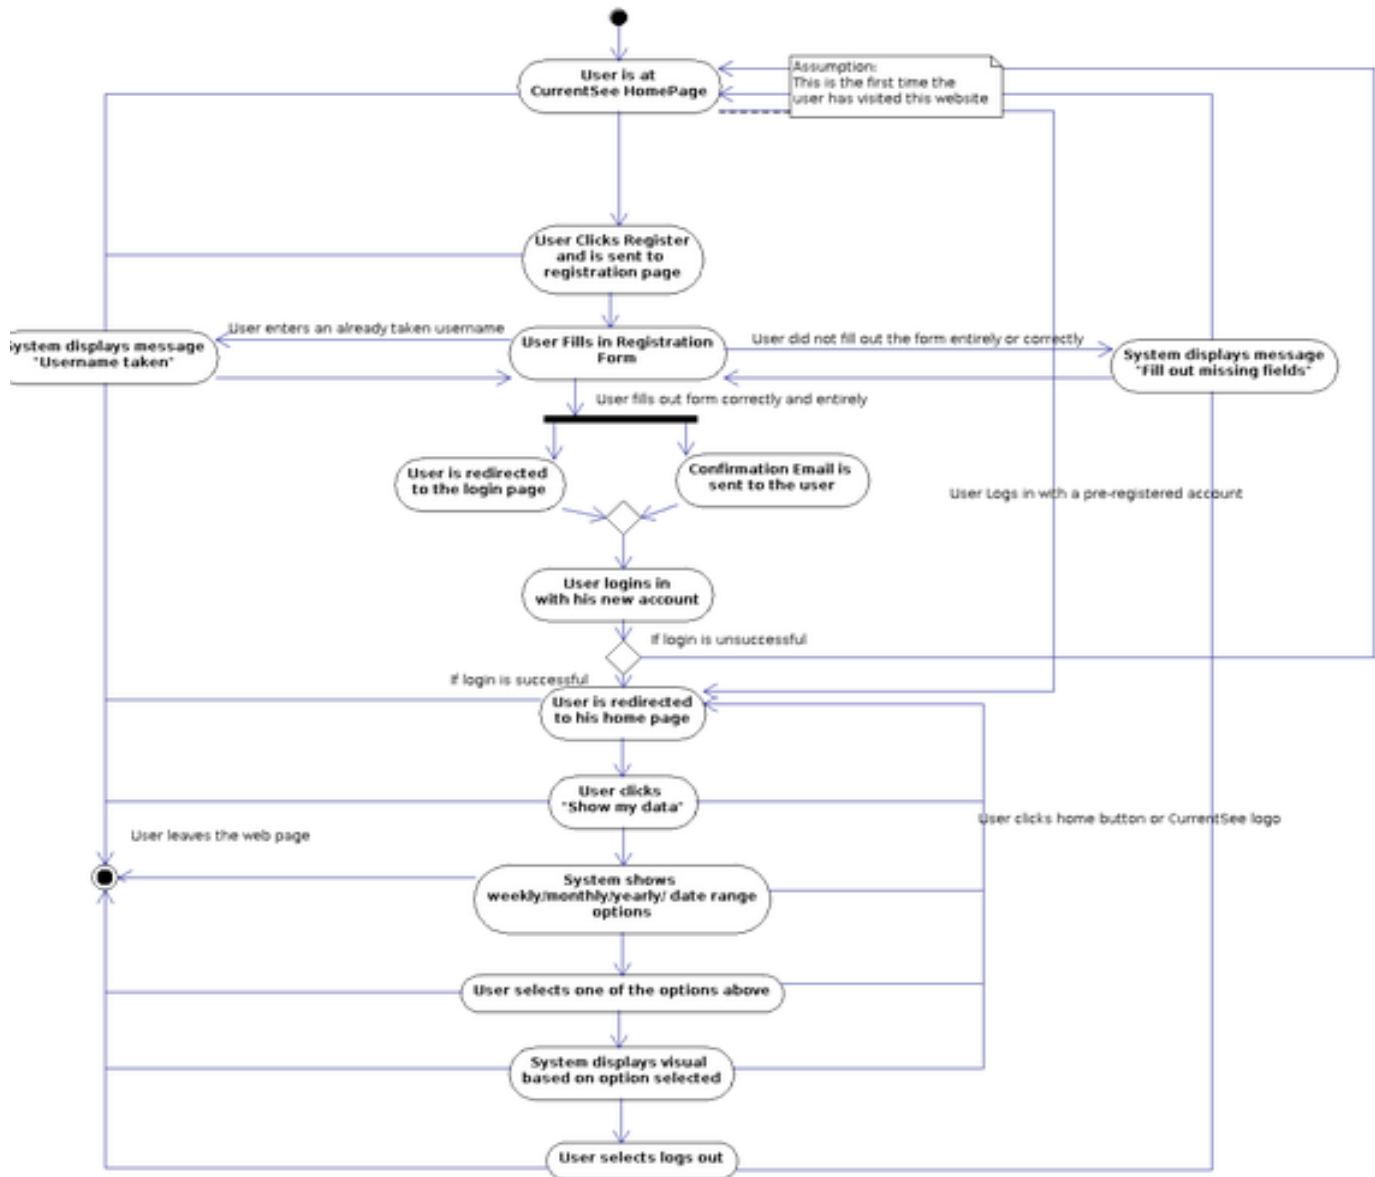 User is at
CurrentSee HomePage
Assumption:
This is the first time the
user has visited this website
User Clicks Register
and is sent to
registration page
User enters an already taken username
User Fills in Registration
Form
User did not fill out the form entirely or correctly
System displays message
"Username taken"
System displays message
"Fill out missing fields"
User fills out form correctly and entirely
User is redirected
to the login page
Confirmation Email is
sent to the user
User Logs in with a pre-registered account
User logins in
with his new account
If login is unsuccessful
If login is successful
User is redirected
to his home page
User clicks
"Show my data"
User clicks home button or CurrentSee logo
User leaves the web page
System shows
weekly/monthly/yearly/ date range
options
User selects one of the options above
System displays visual
based on option selected
User selects logs out